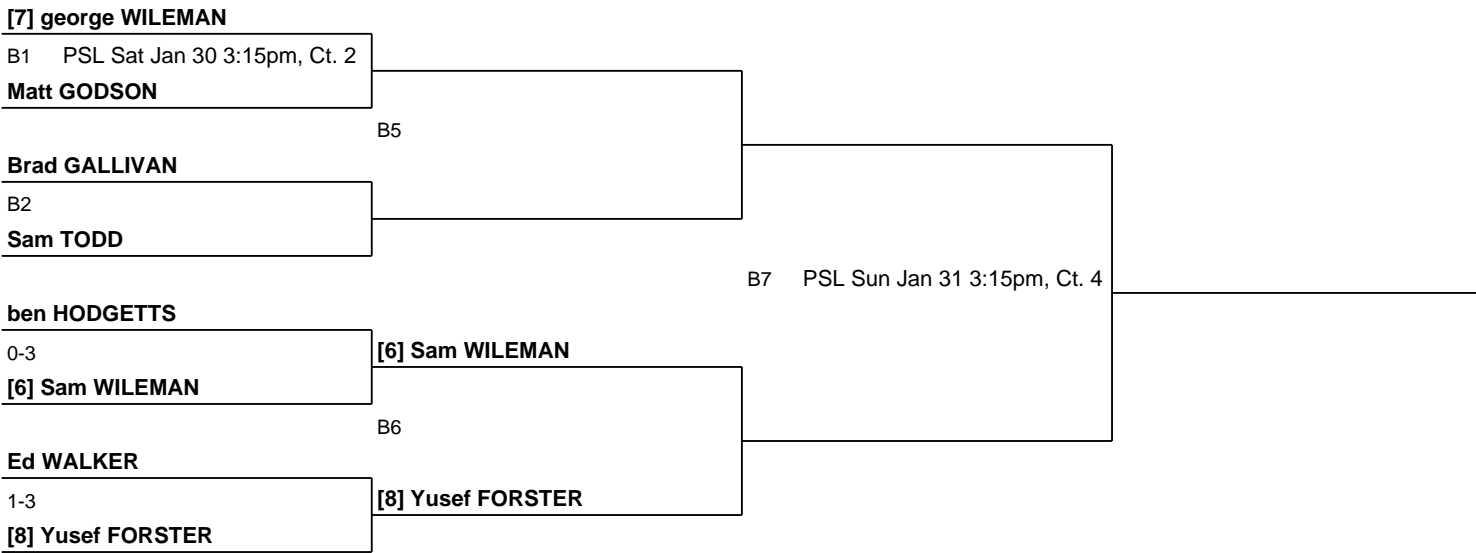 [7] george WILEMAN
B1 PSL Sat Jan 30 3:15pm, Ct. 2
Matt GODSON
B5
Brad GALLIVAN
B2
Sam TODD
B7 PSL Sun Jan 31 3:15pm, Ct. 4
ben HODGETTS
0-3
[6] Sam WILEMAN
[6] Sam WILEMAN
B6
Ed WALKER
1-3
[8] Yusef FORSTER
[8] Yusef FORSTER